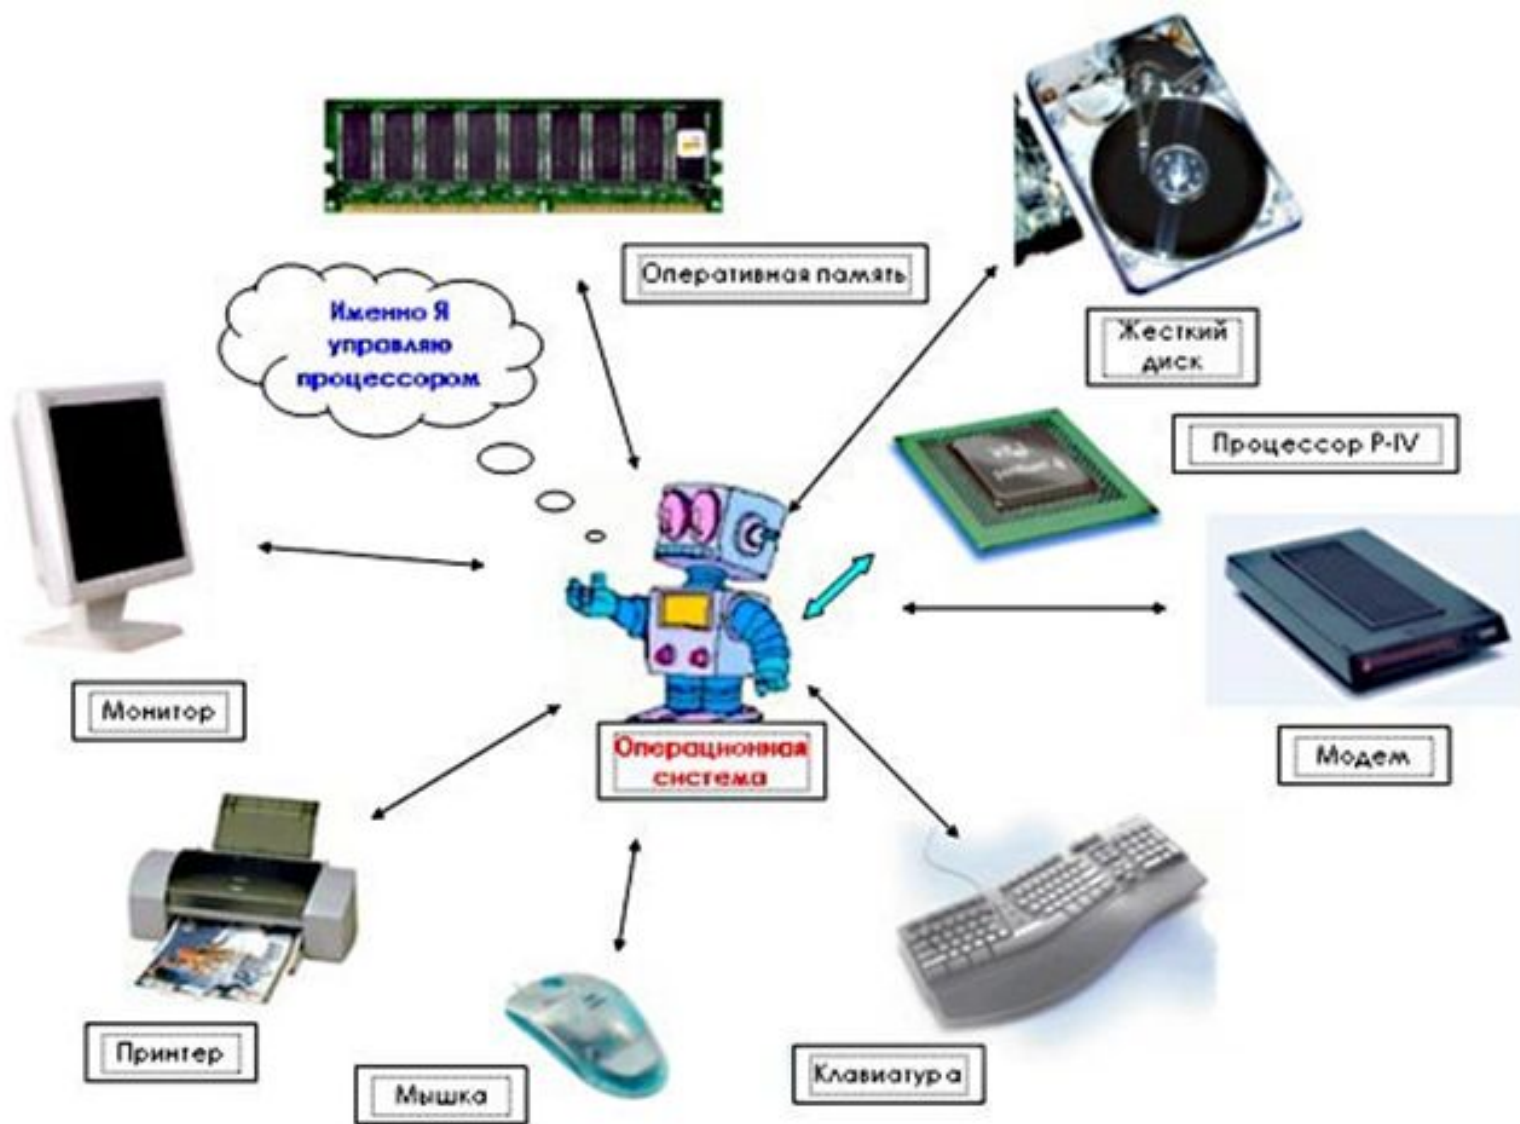 Оперативная память
Именно Я
управляю
процессором
Жесткий
диск
Процессор P-IV
Монитор
Модем
Операционная
система
Принтер
Мышка
Клавиатура